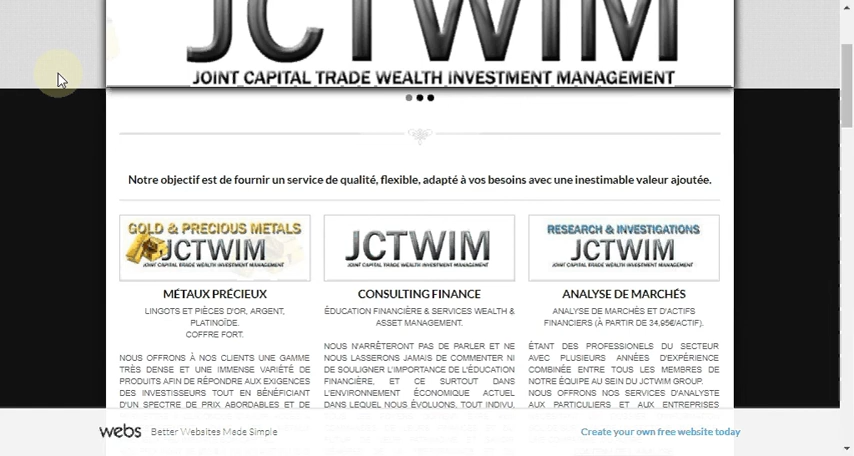 JCTWIM
JOINT CAPITAL TRADE WEALTH INVESTMENT MANAGEMENT
Notre objectif est de fournir un service de qualité, flexible, adapté à vos besoins avec une inestimable valeur ajoutée.
GOLD & PRECIOUS METALS
JCTWIM
JOINT CAPITAL TRADE WEALTH INVESTMENT MANAGEMENT
MÉTAUX PRÉCIEUX
LINGOTS ET PIÈCES D'OR, ARGENT,
PLATINOÏDE.
COFFRE FORT.
NOUS OFFRONS À NOS CLIENTS UNE GAMME
TRÈS DENSE ET UNE IMMENSE VARIÉTÉ DE
PRODUITS AFIN DE RÉPONDRE AUX EXIGENCES
DES INVESTISSEURS TOUT EN BÉNÉFICIANT
D'UN SPECTRE DE PRIX ABORDABLES ET DE
JCTWIM
JOINT CAPITAL TRADE WEALTH INVESTMENT MANAGEMENT
CONSULTING FINANCE
ÉDUCATION FINANCIÈRE & SERVICES WEALTH &
ASSET MANAGEMENT.
NOUS N'ARRÊTERONT PAS DE PARLER ET NE
NOUS LASSERONS JAMAIS DE COMMENTER NI
DE SOULIGNER L'IMPORTANCE DE L'ÉDUCATION
FINANCIÈRE, ET CE SURTOUT DANS
L'ENVIRONNEMENT ÉCONOMIQUE ACTUEL
DANS LEQUEL NOUS ÉVOLUONS, TOUT INDIVU,
RESEARCH & INVESTIGATIONS
JCTWIM
JOINT CAPITAL TRADE WEALTH INVESTMENT MANAGEMENT
ANALYSE DE MARCHÉS
ANALYSE DE MARCHÉS ET D'ACTIFS
FINANCIERS (À PARTIR DE 34,95€/ACTIF).
ÉTANT DES PROFESSIONELS DU SECTEUR
AVEC PLUSIEURS ANNÉES D'EXPÉRIENCE
COMBINÉE ENTRE TOUS LES MEMBRES DE
NOTRE ÉQUIPE AU SEIN DU JCTWIM GROUP.
NOUS OFFRONS NOS SERVICES D'ANALYSTE
AUX PARTICULIERS ET AUX ENTREPRISES
webs Better Websites Made Simple
Create your own free website today